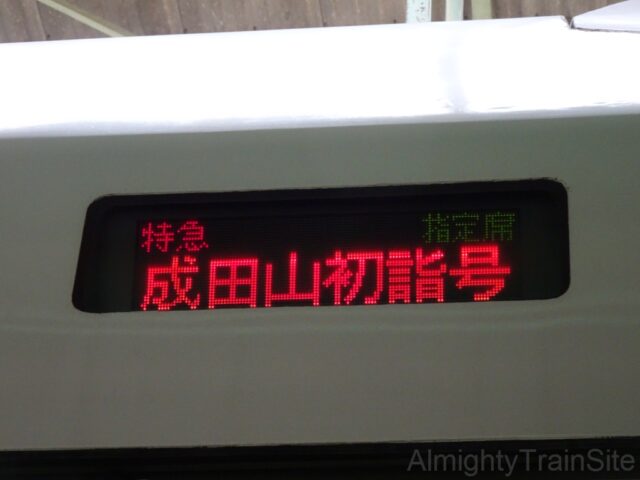 特急 指定席
成田山初詣号
AlmightyTrainSite